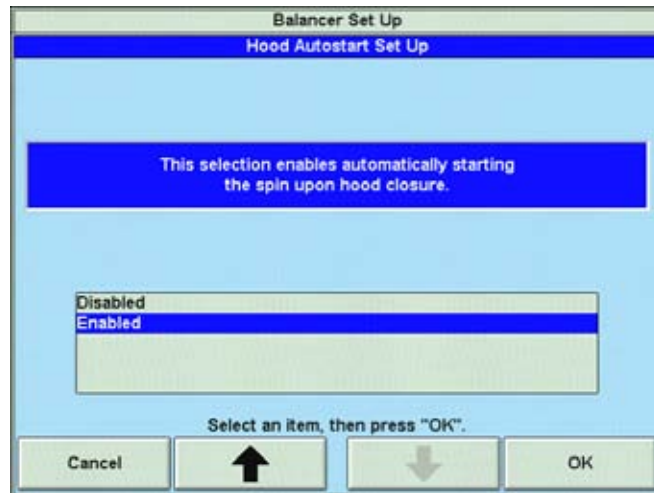 Balancer Set Up
Hood Autostart Set Up
This selection enables automatically starting
the spin upon hood closure.
Disabled
Enabled
Select an item, then press "OK".
Cancel
OK